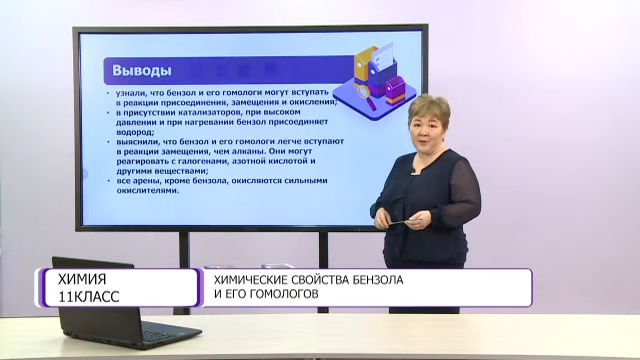 Выводы
• узнали, что бензол и его гомологи могут вступать
в реакции присоединения, замещения и окисления;
• в присутствии катализаторов, при высоком
давлении и при нагревании бензол присоединяет
водород;
• выяснили, что бензол и его гомологи легче вступают
в реакции замещения, чем алканы. Они могут
реагировать с галогенами, азотной кислотой и
другими веществами;
• все арены, кроме бензола, окисляются сильными
окислителями.
ХИМИЯ
11КЛАСС
ХИМИЧЕСКИЕ СВОЙСТВА БЕНЗОЛА
И ЕГО ГОМОЛОГОВ